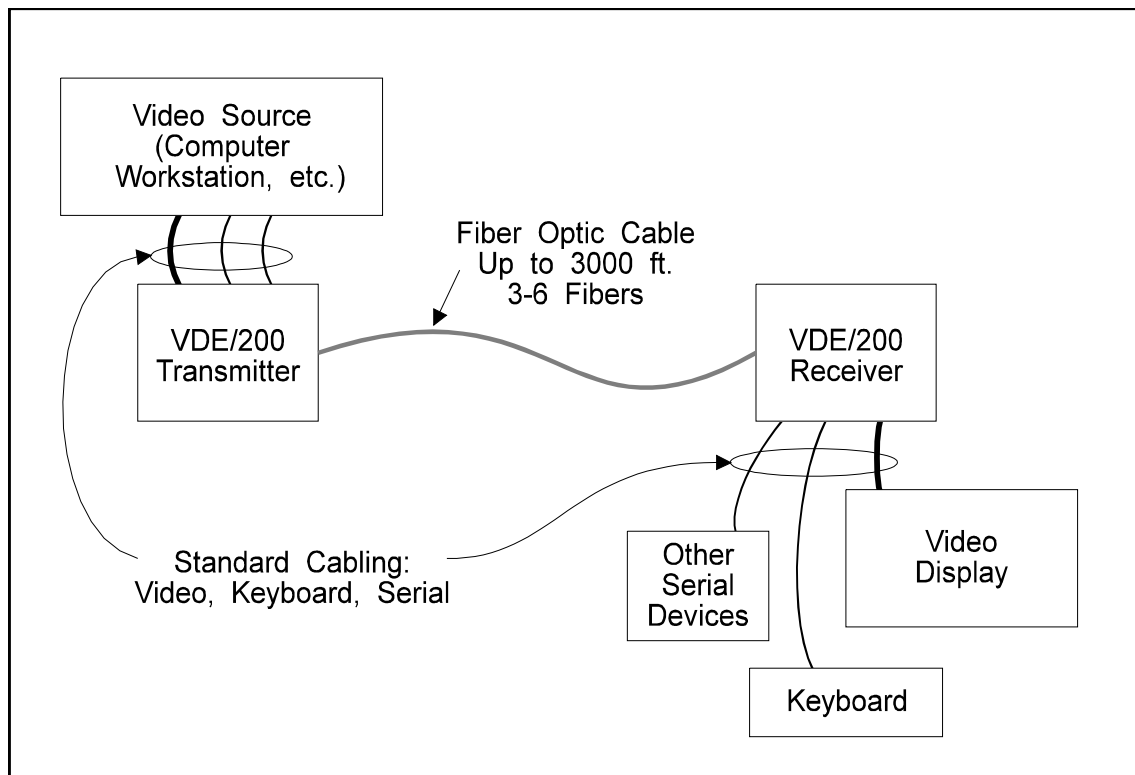 Video Source
(Computer
Workstation, etc.)
Fiber Optic Cable
Up to 3000 ft.
3-6 Fibers
VDE/200
Transmitter
VDE/200
Receiver
Standard Cabling:
Video, Keyboard, Serial
Other
Serial
Devices
Video
Display
Keyboard